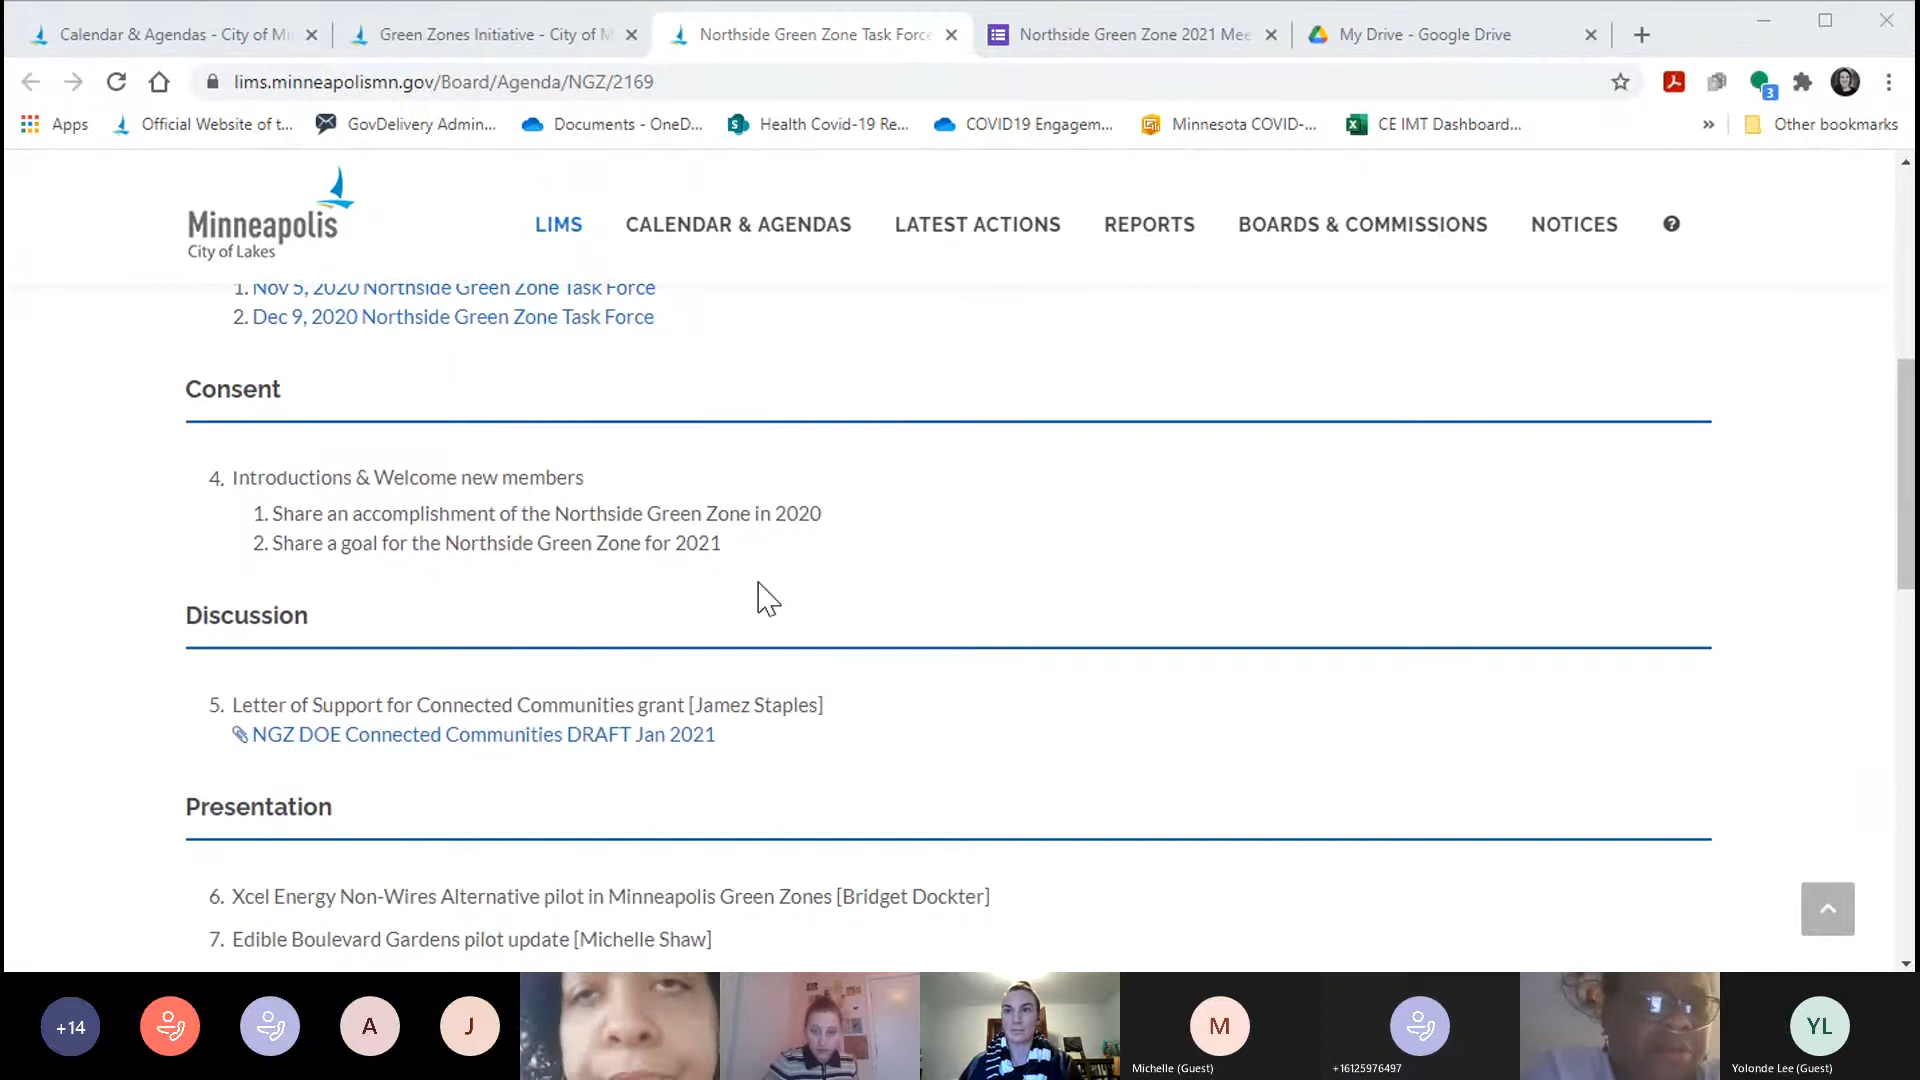 Calendar & Agendas - City of Mi
Green Zones Initiative - City of M
Northside Green Zone Task Force
Northside Green Zone 2021 Mee
My Drive - Google Drive
lims.minneapolismn.gov/Board/Agenda/NGZ/2169
3
Apps
Official Website of t...
GovDelivery Admin...
Documents - OneD...
Health Covid-19 Re...
COVID19 Engagem...
Minnesota COVID-...
CE IMT Dashboard...
»
Other bookmarks
Minneapolis
City of Lakes
LIMS
CALENDAR & AGENDAS
LATEST ACTIONS
REPORTS
BOARDS & COMMISSIONS
NOTICES
?
1. Nov 5, 2020 Northside Green Zone Task Force
2. Dec 9, 2020 Northside Green Zone Task Force
Consent
4. Introductions & Welcome new members
1. Share an accomplishment of the Northside Green Zone in 2020
2. Share a goal for the Northside Green Zone for 2021
Discussion
5. Letter of Support for Connected Communities grant [Jamez Staples]
NGZ DOE Connected Communities DRAFT Jan 2021
Presentation
6. Xcel Energy Non-Wires Alternative pilot in Minneapolis Green Zones [Bridget Dockter]
7. Edible Boulevard Gardens pilot update [Michelle Shaw]
+14
A
J
M
Michelle (Guest)
+16125976497
YL
Yolonde Lee (Guest)